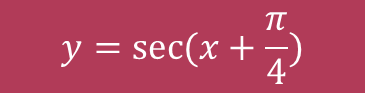 y = sec(x + π/4)